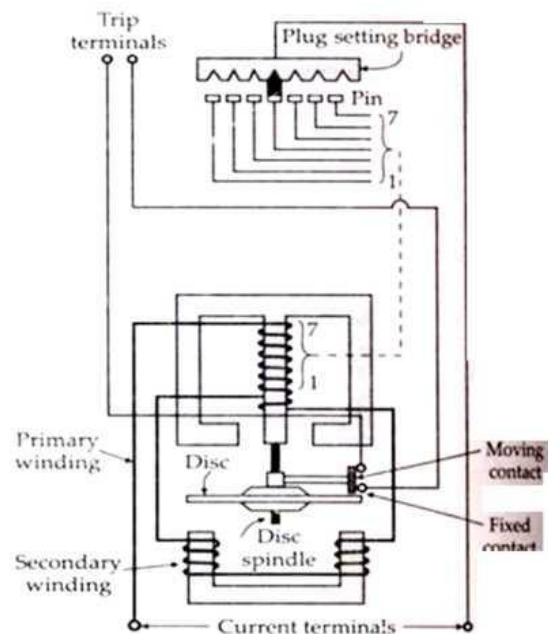 Trip
terminals
Plug setting bridge
Pin
7
1
7
1
Primary
winding
Disc
Moving
contact
Fixed
contact
Disc
spindle
Secondary
winding
Current terminals